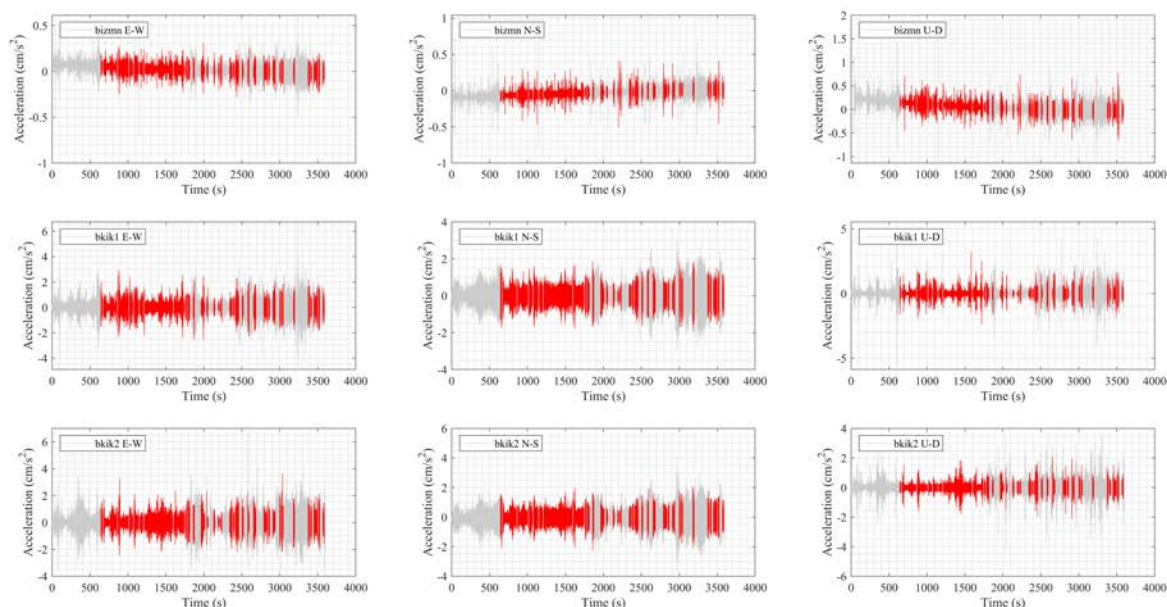 bizmn E-W
Acceleration (cm/s²)
0.5
0
-0.5
-1
0 500 1000 1500 2000 2500 3000 3500 4000
Time (s)
bizmn N-S
Acceleration (cm/s²)
1
0.5
0
-0.5
-1
0 500 1000 1500 2000 2500 3000 3500 4000
Time (s)
bizmn U-D
Acceleration (cm/s²)
2
1.5
1
0.5
0
-0.5
-1
0 500 1000 1500 2000 2500 3000 3500 4000
Time (s)
bkik1 E-W
Acceleration (cm/s²)
6
4
2
0
-2
-4
0 500 1000 1500 2000 2500 3000 3500 4000
Time (s)
bkik1 N-S
Acceleration (cm/s²)
4
2
0
-2
-4
0 500 1000 1500 2000 2500 3000 3500 4000
Time (s)
bkik1 U-D
Acceleration (cm/s²)
5
0
-5
0 500 1000 1500 2000 2500 3000 3500 4000
Time (s)
bkik2 E-W
Acceleration (cm/s²)
6
4
2
0
-2
-4
0 500 1000 1500 2000 2500 3000 3500 4000
Time (s)
bkik2 N-S
Acceleration (cm/s²)
6
4
2
0
-2
-4
0 500 1000 1500 2000 2500 3000 3500 4000
Time (s)
bkik2 U-D
Acceleration (cm/s²)
4
2
0
-2
-4
-6
0 500 1000 1500 2000 2500 3000 3500 4000
Time (s)